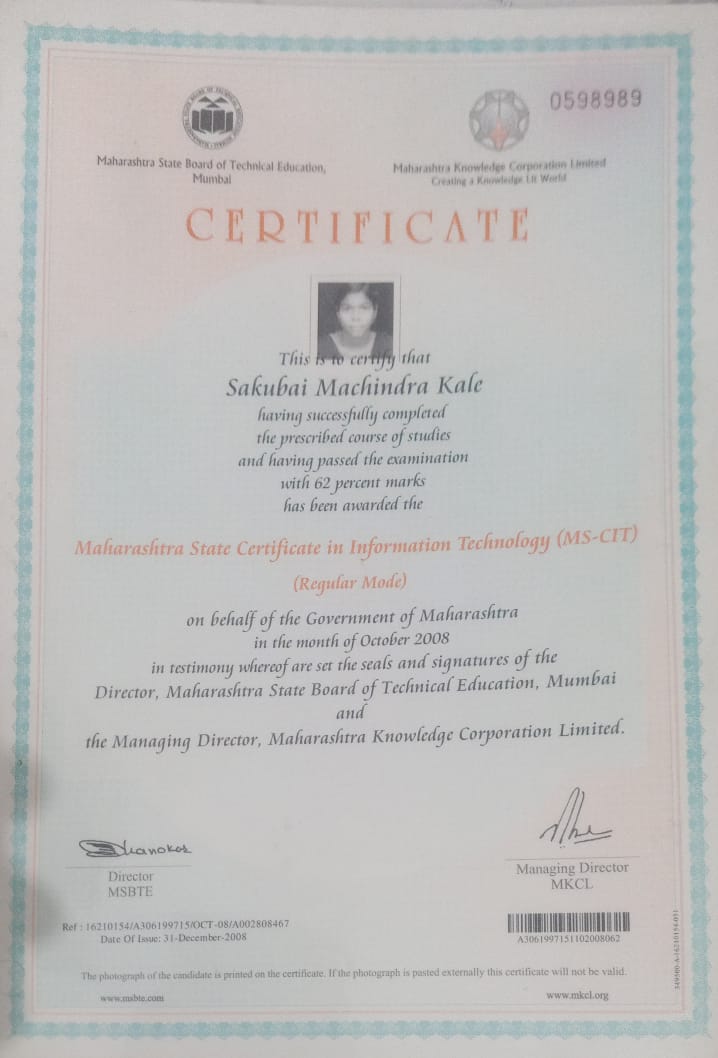 0598989
Maharashtra State Board of Technical Education,
Mumbai
Maharashtra Knowledge Corporation Limited
Creating a Knowledge Lit World
CERTIFICATE
This is to certify that
Sakubai Machindra Kale
having successfully completed
the prescribed course of studies
and having passed the examination
with 62 percent marks
has been awarded the
Maharashtra State Certificate in Information Technology (MS-CIT)
(Regular Mode)
on behalf of the Government of Maharashtra
in the month of October 2008
in testimony whereof are set the seals and signatures of the
Director, Maharashtra State Board of Technical Education, Mumbai
and
the Managing Director, Maharashtra Knowledge Corporation Limited.
Director
MSBTE
Managing Director
MKCL
Ref : 16210154/A306199715/OCT-08/A002808467
Date Of Issue: 31-December-2008
A3061997151102008062
The photograph of the candidate is printed on the certificate. If the photograph is pasted externally this certificate will not be valid.
www.msbte.com
www.mkcl.org